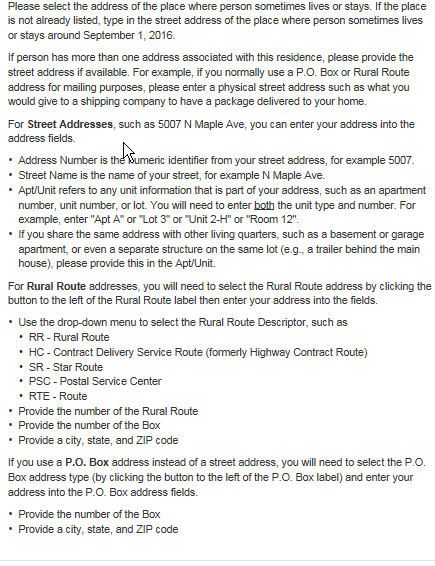 Please select the address of the place where person sometimes lives or stays. If the place
is not already listed, type in the street address of the place where person sometimes lives
or stays around September 1, 2016.
If person has more than one address associated with this residence, please provide the
street address if available. For example, if you normally use a P.O. Box or Rural Route
address for mailing purposes, please enter a physical street address such as what you
would give to a shipping company to have a package delivered to your home.
For Street Addresses, such as 5007 N Maple Ave, you can enter your address into the
address fields.
• Address Number is the numeric identifier from your street address, for example 5007.
• Street Name is the name of your street, for example N Maple Ave.
• Apt/Unit refers to any unit information that is part of your address, such as an apartment
number, unit number, or lot. You will need to enter both the unit type and number. For
example, enter "Apt A" or "Lot 3" or "Unit 2-H" or "Room 12".
• If you share the same address with other living quarters, such as a basement or garage
apartment, or even a separate structure on the same lot (e.g., a trailer behind the main
house), please provide this in the Apt/Unit.
For Rural Route addresses, you will need to select the Rural Route address by clicking the
button to the left of the Rural Route label then enter your address into the fields.
• Use the drop-down menu to select the Rural Route Descriptor, such as
• RR - Rural Route
• HC - Contract Delivery Service Route (formerly Highway Contract Route)
• SR - Star Route
• PSC - Postal Service Center
• RTE - Route
• Provide the number of the Rural Route
• Provide the number of the Box
• Provide a city, state, and ZIP code
If you use a P.O. Box address instead of a street address, you will need to select the P.O.
Box address type (by clicking the button to the left of the P.O. Box label) and enter your
address into the P.O. Box address fields.
• Provide the number of the Box
• Provide a city, state, and ZIP code